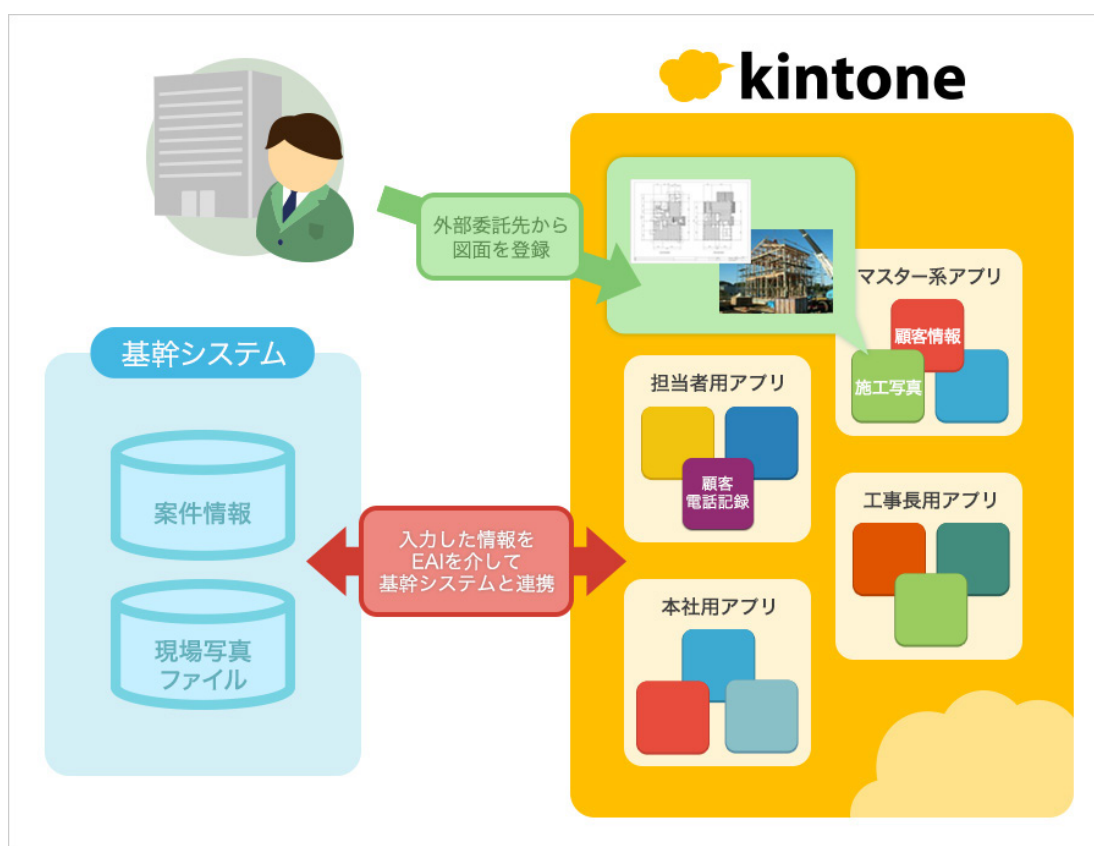 kintone
外部委託先から
図面を登録
マスター系アプリ
顧客情報
施工写真
基幹システム
案件情報
現場写真
ファイル
入力した情報を
EAIを介して
基幹システムと連携
担当者用アプリ
顧客
電話記録
工事長用アプリ
本社用アプリ